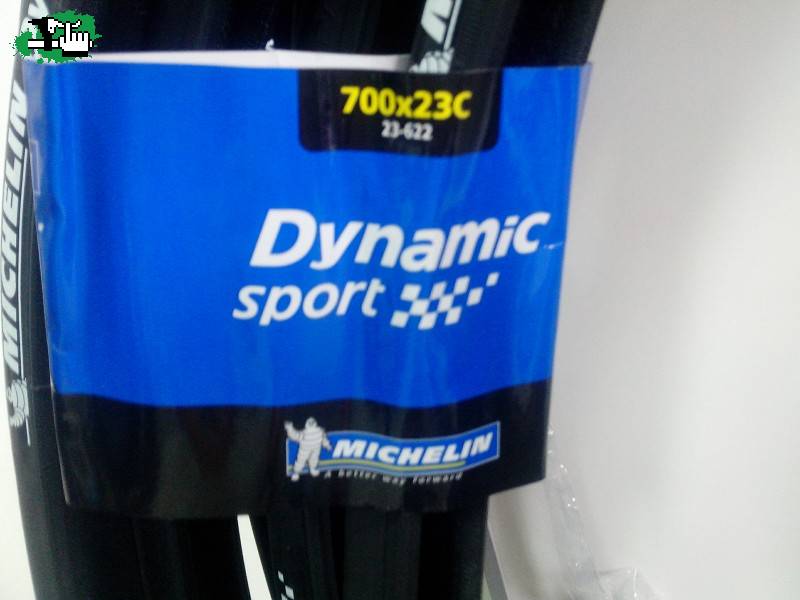 700x23C
23-622
Dynamic
sport
MICHELIN
A better way forward
MICHELIN